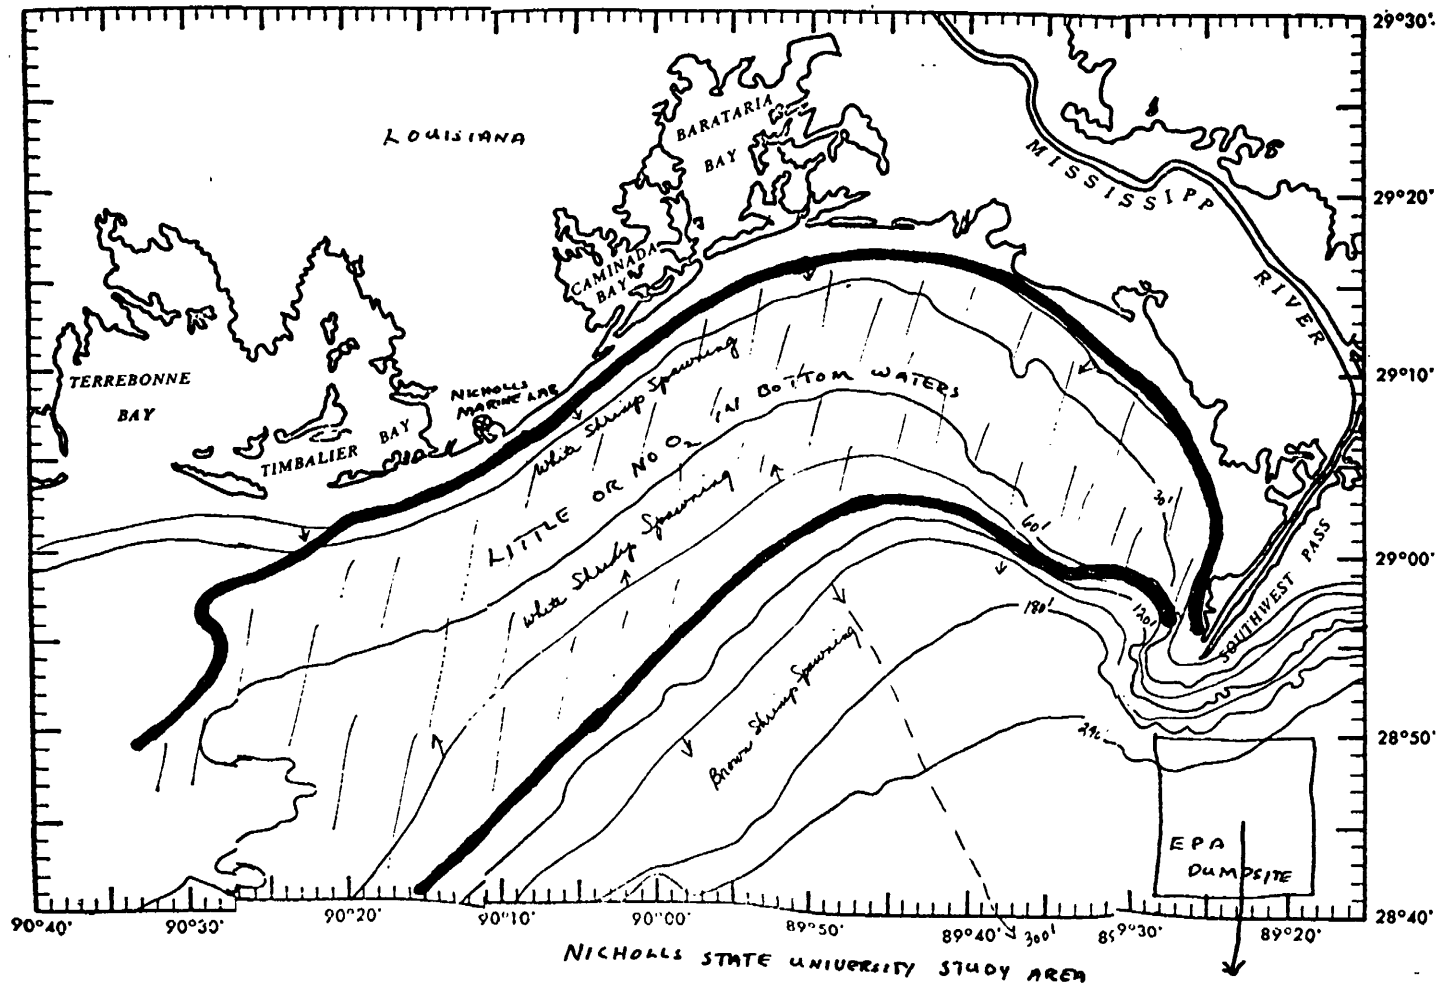 29°30'
LOUISIANA
BARATARIA
BAY
MISSISSIPP
RIVER
29°20'
CAMINADA
BAY
TERREBONNE
BAY
NICHOLLS
MARINE LAB
TIMBALIER BAY
29°10'
White Shrimp Spawning
LITTLE OR NO O2 IN BOTTOM WATERS
White Shrimp Spawning
30'
60'
120'
180'
29°00'
SOUTHWEST PASS
Brown Shrimp Spawning
28°50'
EPA
DUMPSITE
28°40'
90°40'
90°30'
90°20'
90°10'
90°00'
89°50'
89°40'
300'
89°30'
89°20'
NICHOLLS STATE UNIVERSITY STUDY AREA